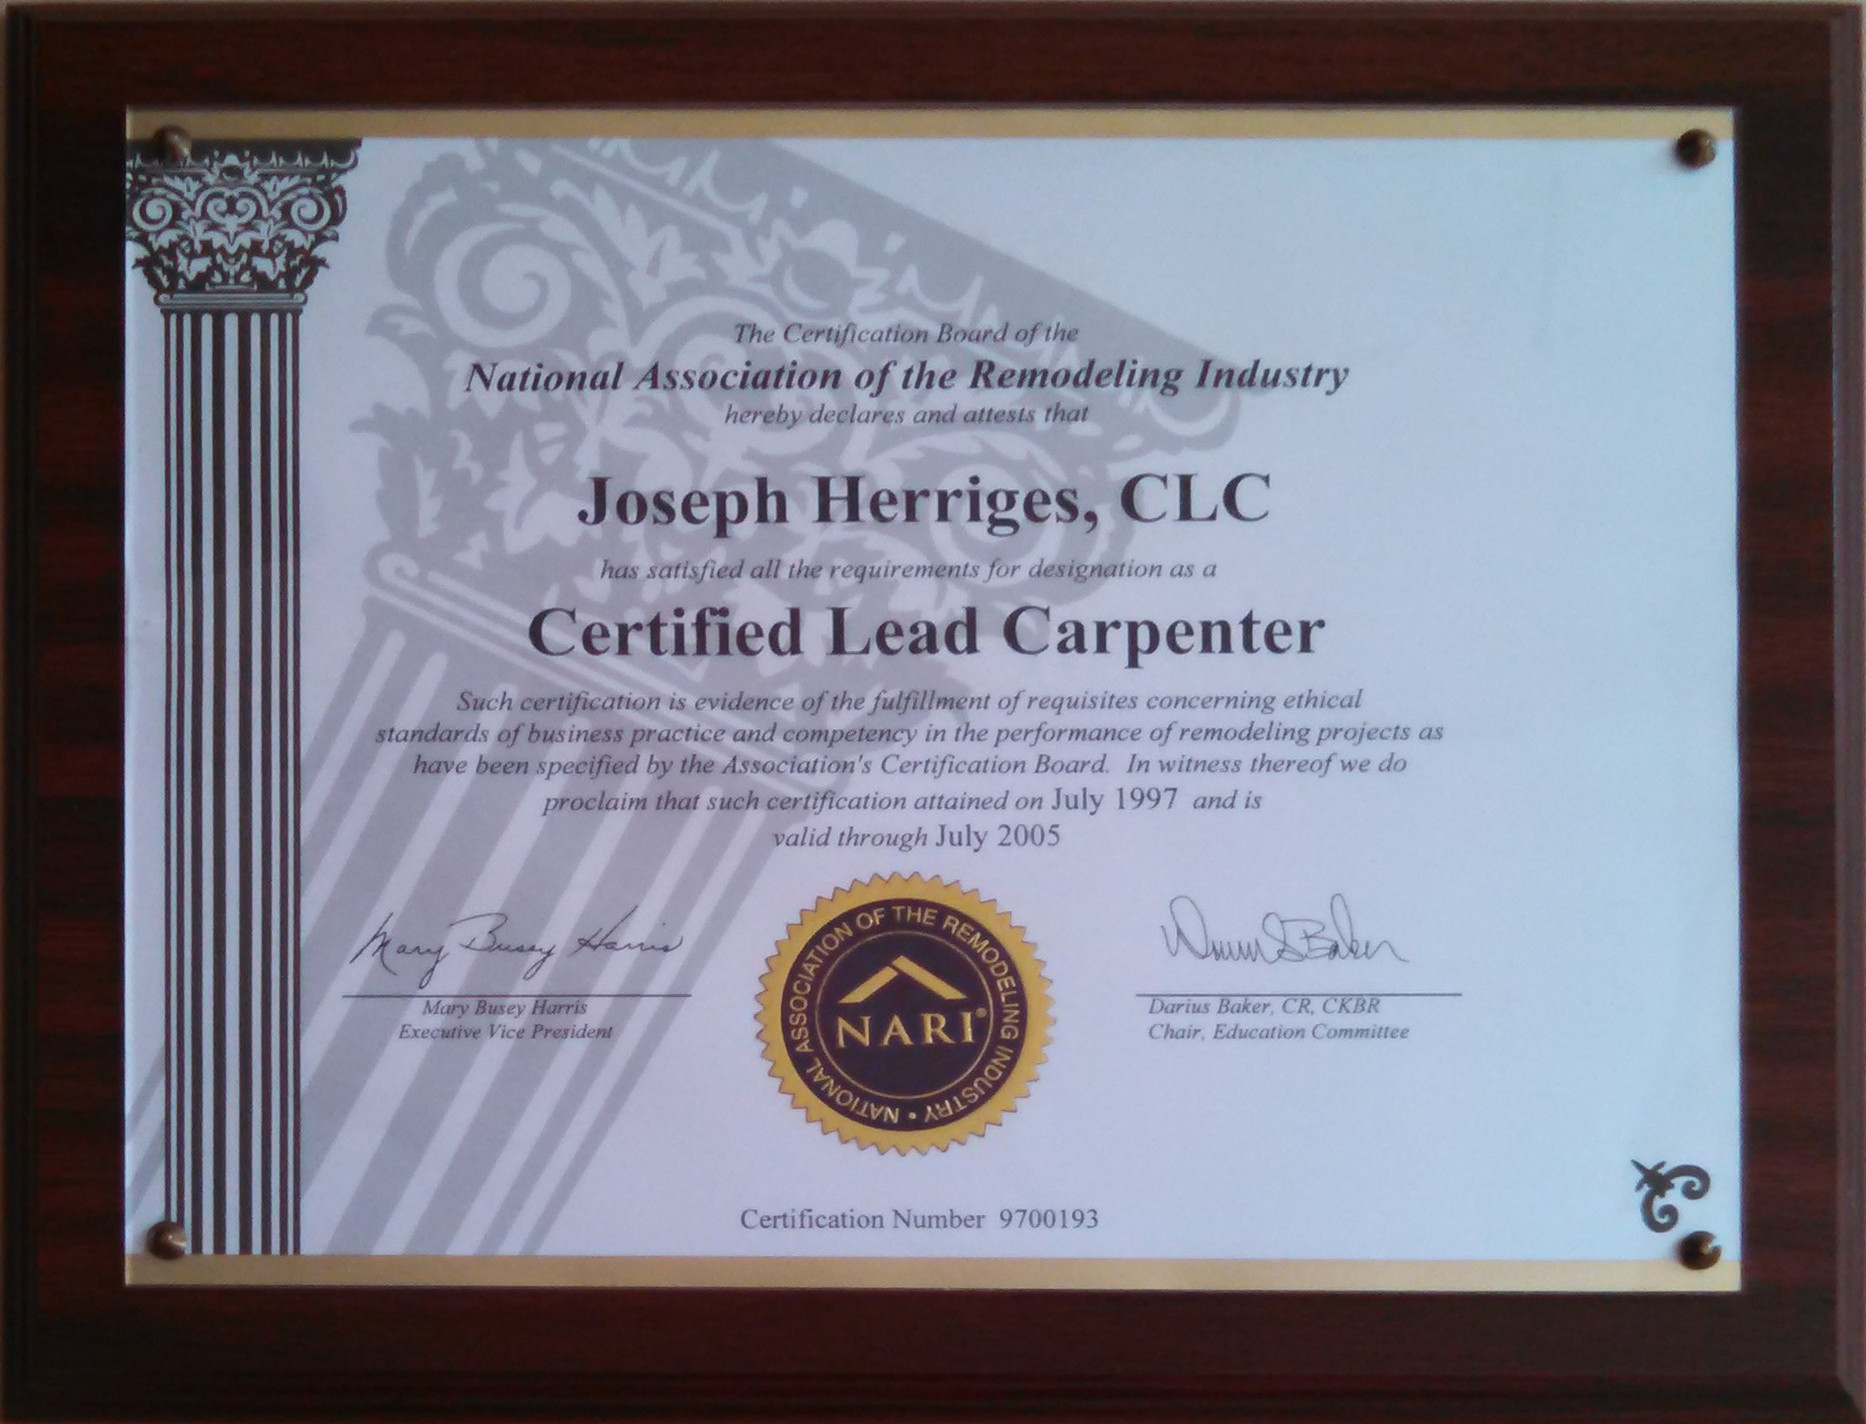 The Certification Board of the
National Association of the Remodeling Industry
hereby declares and attests that
Joseph Herriges, CLC
has satisfied all the requirements for designation as a
Certified Lead Carpenter
Such certification is evidence of the fulfillment of requisites concerning ethical
standards of business practice and competency in the performance of remodeling projects as
have been specified by the Association's Certification Board. In witness thereof we do
proclaim that such certification attained on July 1997 and is
valid through July 2005
Mary Busey Harris
Mary Busey Harris
Executive Vice President
NATIONAL ASSOCIATION OF THE REMODELING INDUSTRY •
NARI®
Darius Baker
Darius Baker, CR, CKBR
Chair, Education Committee
Certification Number 9700193